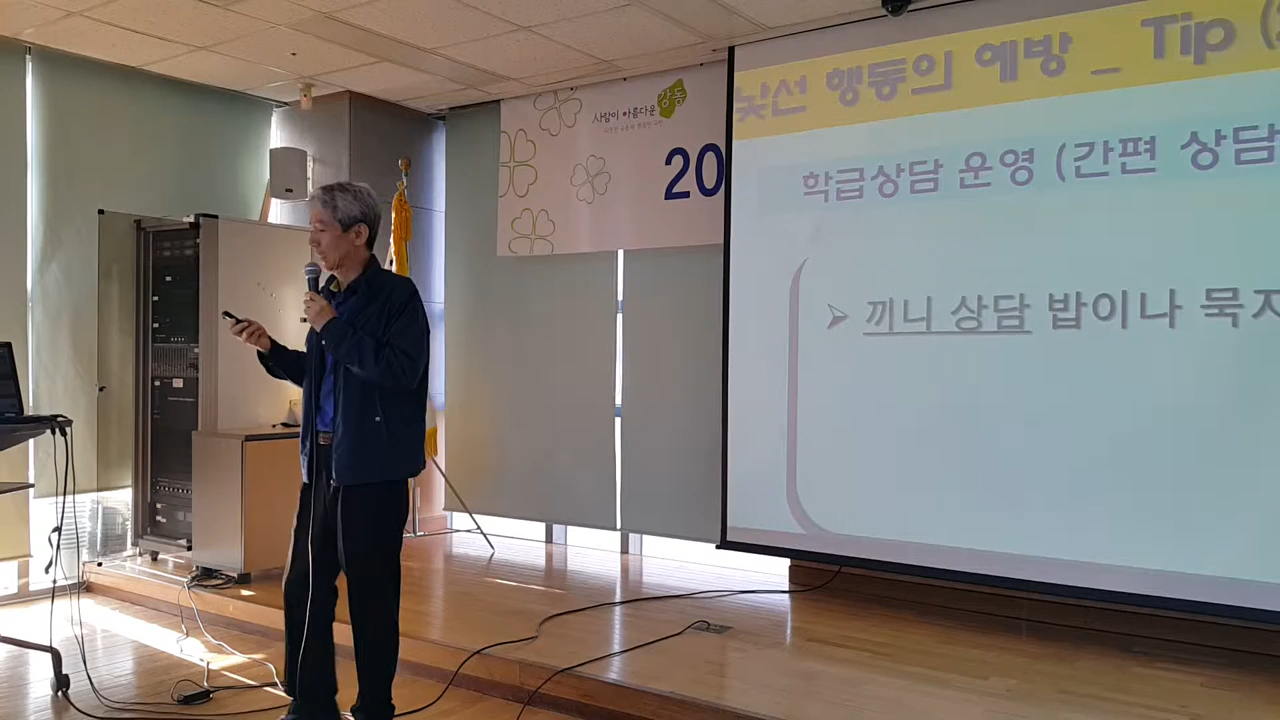 사람이 아름다운 강동
20
낯선 행동의 예방 _ Tip (
학급상담 운영 (간편 상담
➢ 끼니 상담 밥이나 묵자